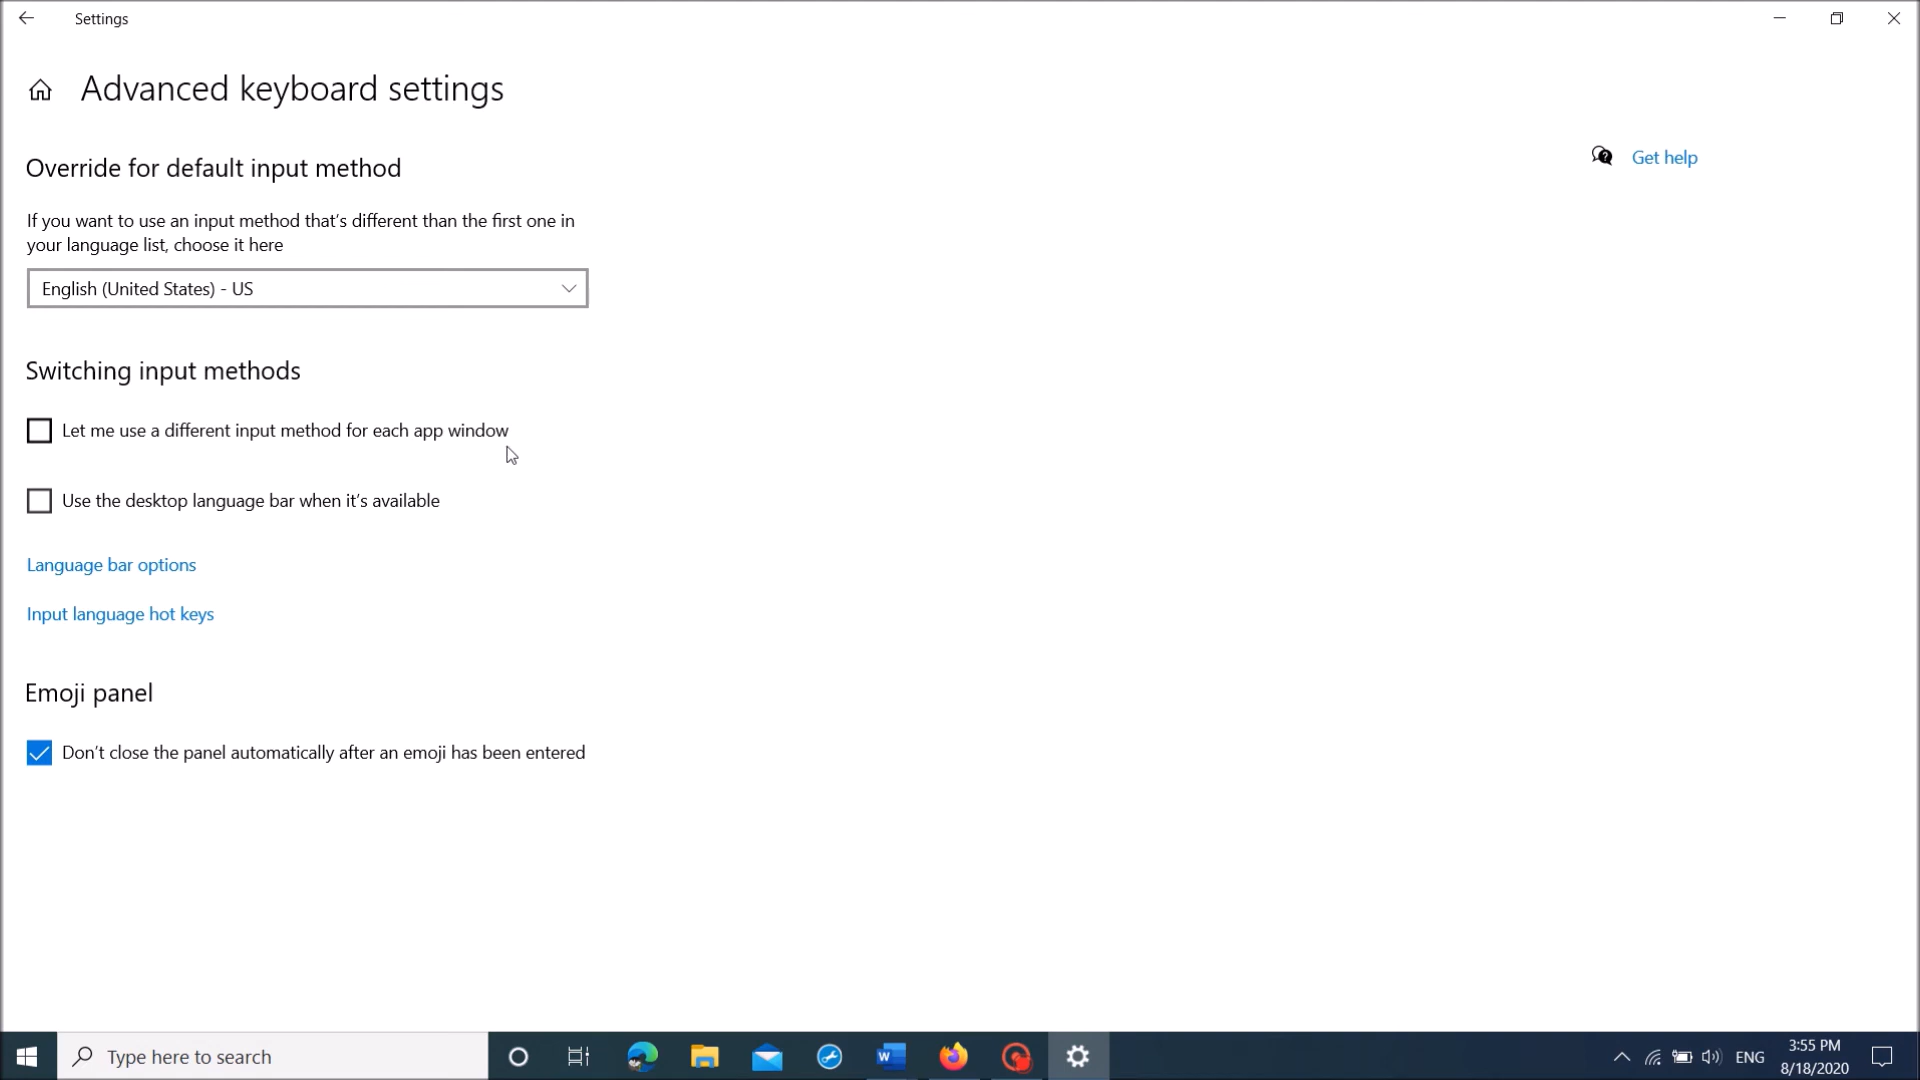 Settings
Advanced keyboard settings
Override for default input method
Get help
If you want to use an input method that's different than the first one in
your language list, choose it here
English (United States) - US
Switching input methods
Let me use a different input method for each app window
Use the desktop language bar when it's available
Language bar options
Input language hot keys
Emoji panel
Don't close the panel automatically after an emoji has been entered
Type here to search
W
ENG
3:55 PM
8/18/2020